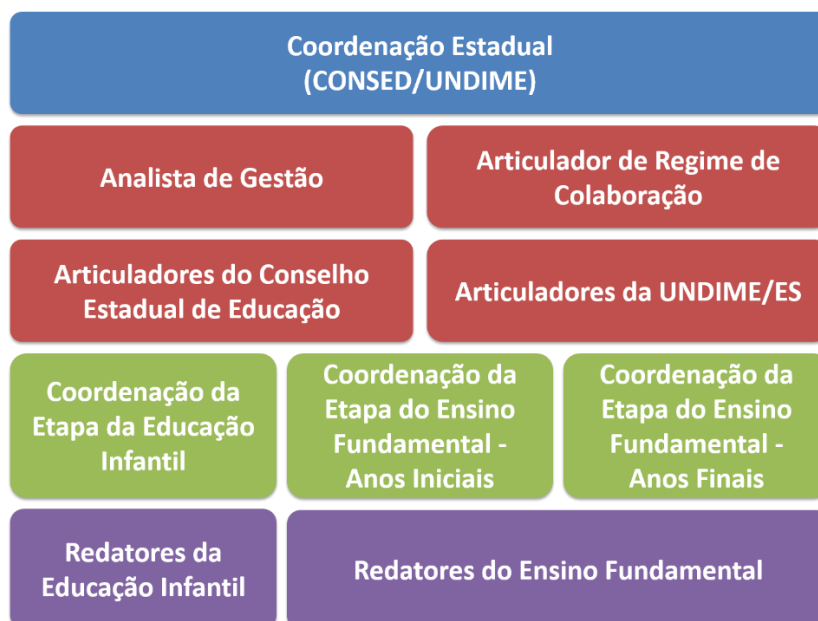 Coordenação Estadual
(CONSED/UNDIME)
Analista de Gestão
Articulador de Regime de
Colaboração
Articuladores do Conselho
Estadual de Educação
Articuladores da UNDIME/ES
Coordenação da
Etapa da Educação
Infantil
Coordenação da
Etapa do Ensino
Fundamental -
Anos Iniciais
Coordenação da
Etapa do Ensino
Fundamental -
Anos Finais
Redatores da
Educação Infantil
Redatores do Ensino Fundamental